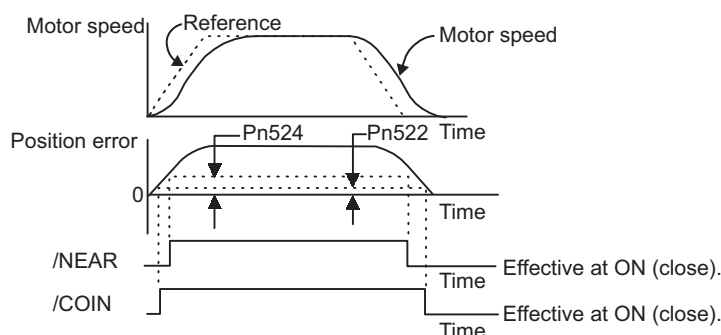 Motor speed
Reference
Motor speed
Time
Position error
Pn524
Pn522
0
Time
/NEAR
Time
Effective at ON (close).
/COIN
Time
Effective at ON (close).